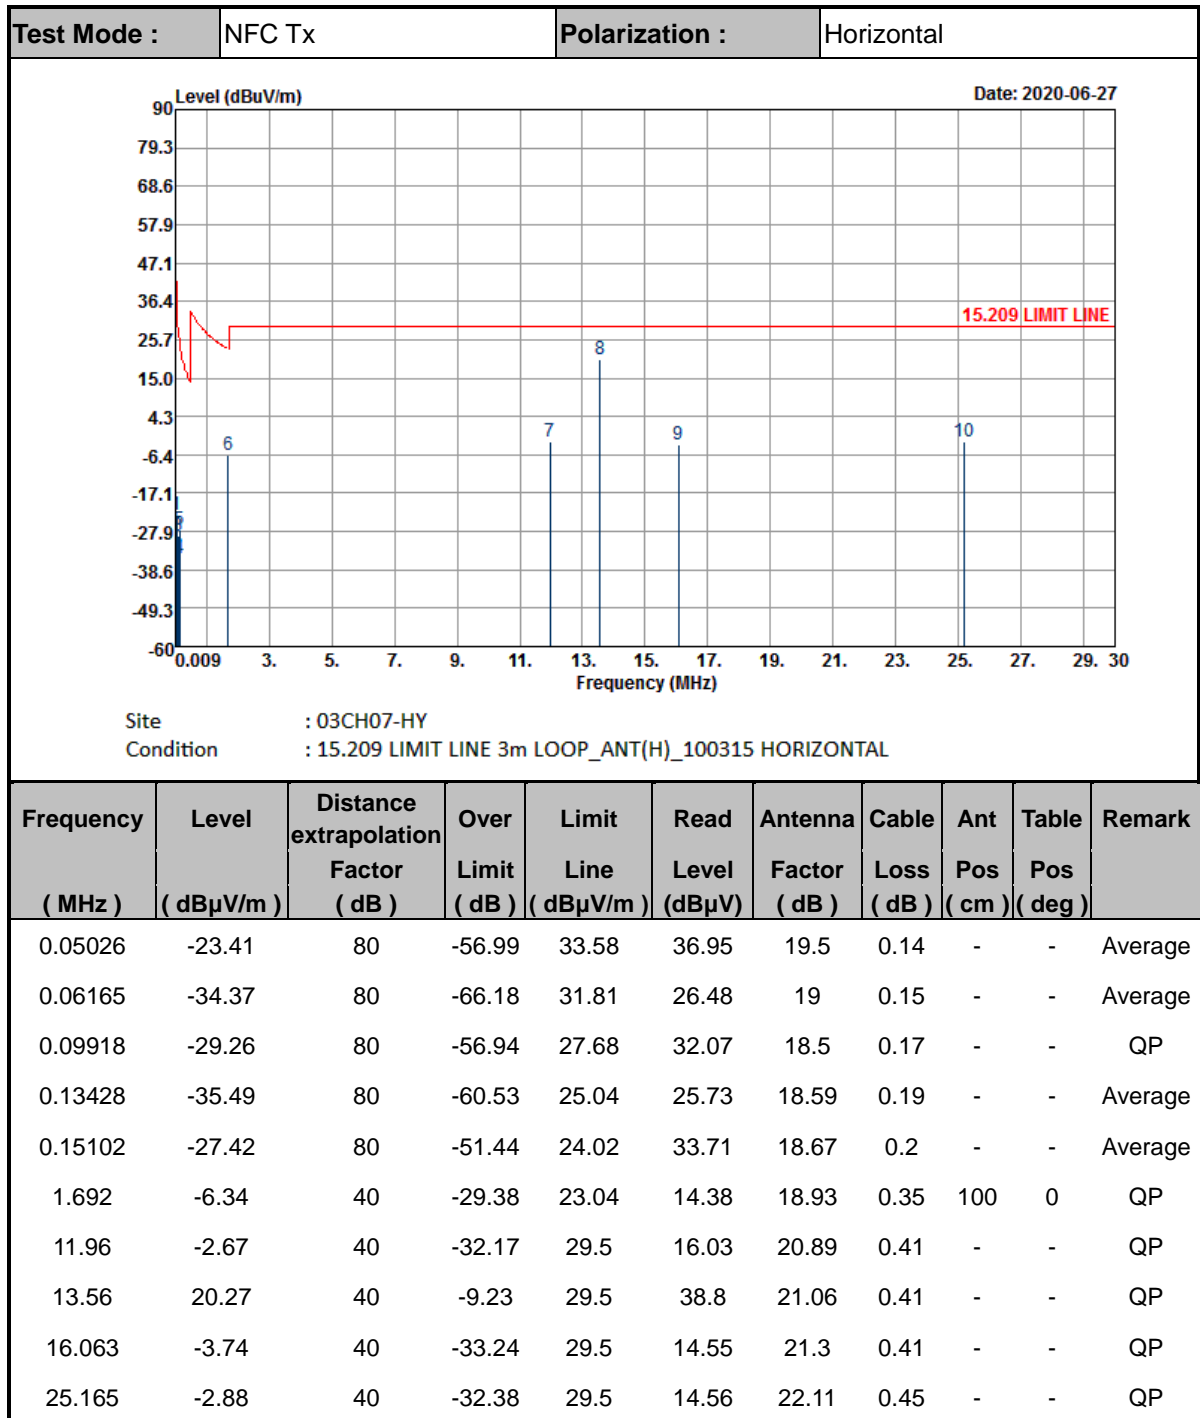 Test Mode : NFC Tx Polarization : Horizontal
Level (dBuV/m) Date: 2020-06-27
90
79.3
68.6
57.9
47.1
36.4
25.7
15.0
4.3
-6.4
-17.1
-27.9
-38.6
-49.3
-60
15.209 LIMIT LINE
6 7 8 9 10
0.009 3. 5. 7. 9. 11. 13. 15. 17. 19. 21. 23. 25. 27. 29. 30
Frequency (MHz)
Site : 03CH07-HY
Condition : 15.209 LIMIT LINE 3m LOOP_ANT(H)_100315 HORIZONTAL
Frequency Level Distance extrapolation Over Limit Read Antenna Cable Ant Table Remark
Factor Limit Line Level Factor Loss Pos Pos
( MHz ) ( dBµV/m ) ( dB ) ( dB ) ( dBµV/m ) (dBµV) ( dB ) ( dB ) ( cm ) ( deg )
0.05026 -23.41 80 -56.99 33.58 36.95 19.5 0.14 - - Average
0.06165 -34.37 80 -66.18 31.81 26.48 19 0.15 - - Average
0.09918 -29.26 80 -56.94 27.68 32.07 18.5 0.17 - - QP
0.13428 -35.49 80 -60.53 25.04 25.73 18.59 0.19 - - Average
0.15102 -27.42 80 -51.44 24.02 33.71 18.67 0.2 - - Average
1.692 -6.34 40 -29.38 23.04 14.38 18.93 0.35 100 0 QP
11.96 -2.67 40 -32.17 29.5 16.03 20.89 0.41 - - QP
13.56 20.27 40 -9.23 29.5 38.8 21.06 0.41 - - QP
16.063 -3.74 40 -33.24 29.5 14.55 21.3 0.41 - - QP
25.165 -2.88 40 -32.38 29.5 14.56 22.11 0.45 - - QP